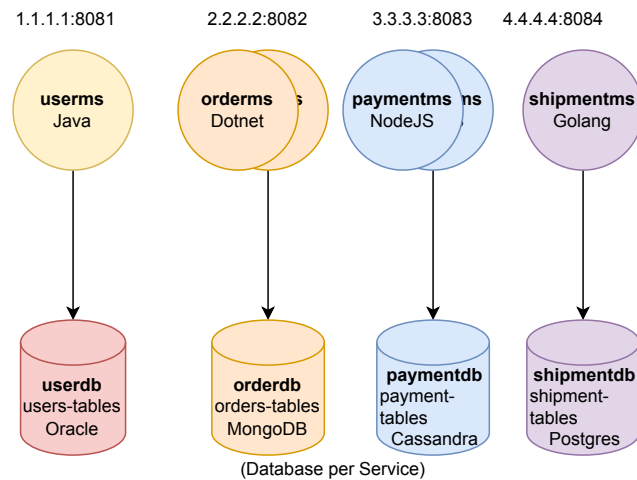 1.1.1.1:8081
2.2.2.2:8082
3.3.3.3:8083
4.4.4.4:8084
userms
Java
orderms
Dotnet
s
paymentms
NodeJS
ms
s
shipmentms
Golang
userdb
users-tables
Oracle
orderdb
orders-tables
MongoDB
paymentdb
payment-
tables
Cassandra
shipmentdb
shipment-
tables
Postgres
(Database per Service)